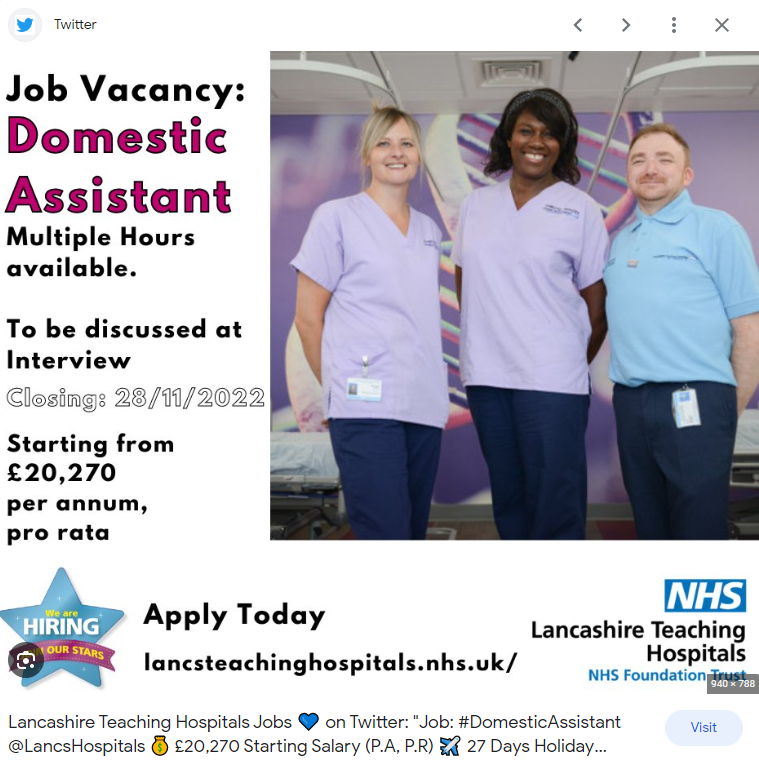 Twitter
Job Vacancy:
Domestic
Assistant
Multiple Hours
available.
To be discussed at
Interview
Closing: 28/11/2022
Starting from
£20,270
per annum,
pro rata
We are
HIRING
OUR STARS
Apply Today
lancsteachinghospitals.nhs.uk/
NHS
Lancashire Teaching
Hospitals
NHS Foundation Trust
940 × 788
Lancashire Teaching Hospitals Jobs 💙 on Twitter: "Job: #DomesticAssistant
@LancsHospitals 💰 £20,270 Starting Salary (P.A, P.R) ✈️ 27 Days Holiday...
Visit